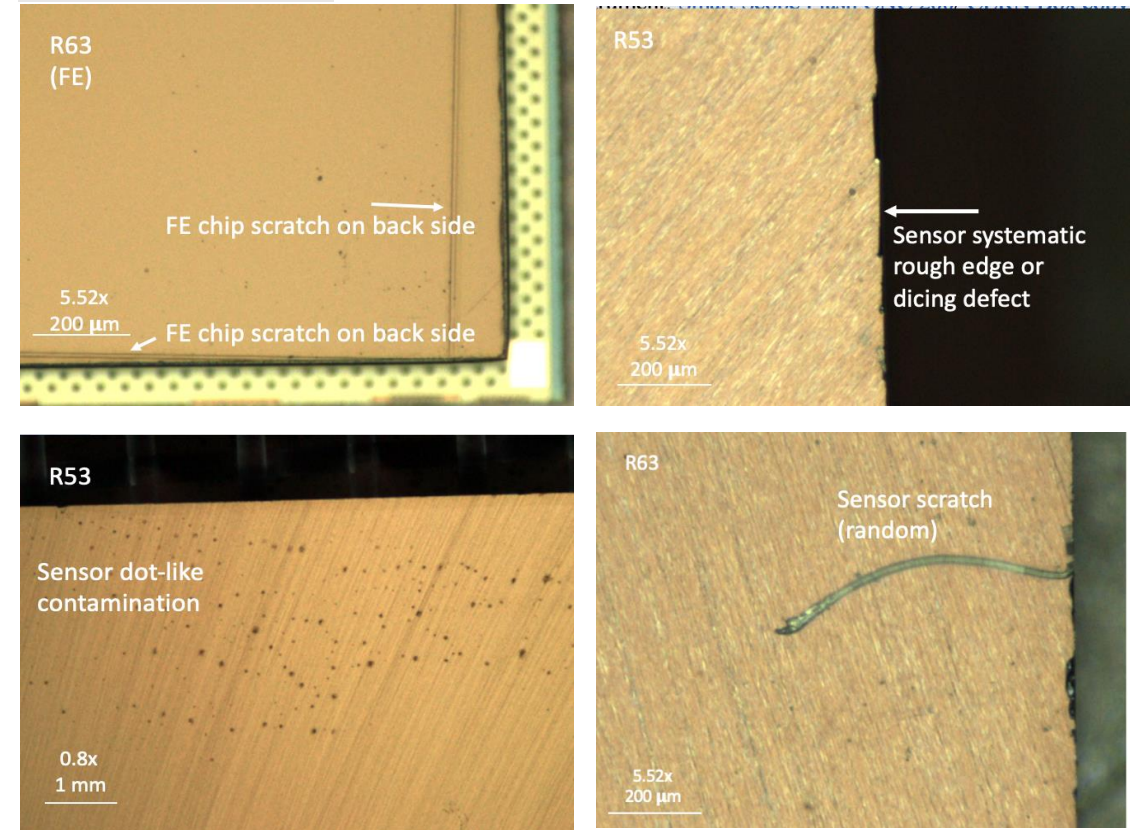 R63
(FE)
FE chip scratch on back side
5.52x
200 μm
FE chip scratch on back side
R53
Sensor systematic
rough edge or
dicing defect
5.52x
200 μm
R53
Sensor dot-like
contamination
0.8x
1 mm
R63
Sensor scratch
(random)
5.52x
200 μm